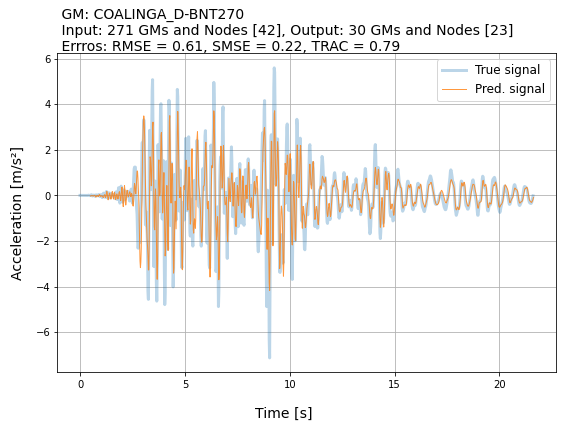 GM: COALINGA_D-BNT270
Input: 271 GMs and Nodes [42], Output: 30 GMs and Nodes [23]
Erros: RMSE = 0.61, SMSE = 0.22, TRAC = 0.79
True signal
Pred. signal
6
4
2
0
−2
−4
−6
Acceleration [m/s²]
0
5
10
15
20
Time [s]